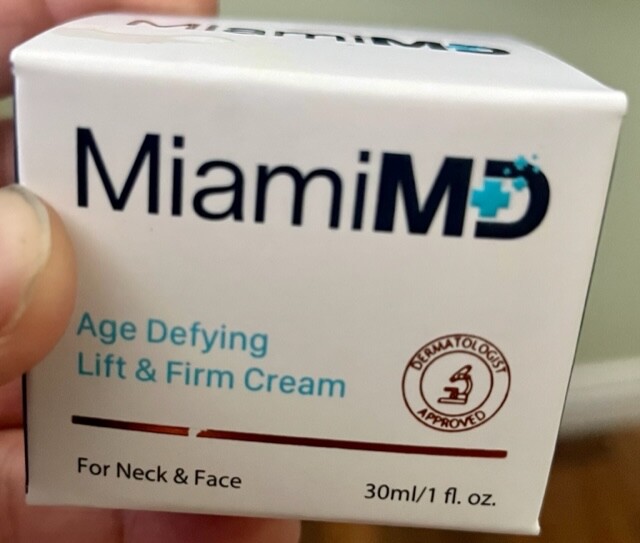 MiamiMD
MiamiMD
Age Defying
Lift & Firm Cream
DERMATOLOGIST
APPROVED
For Neck & Face
30ml/1 fl. oz.